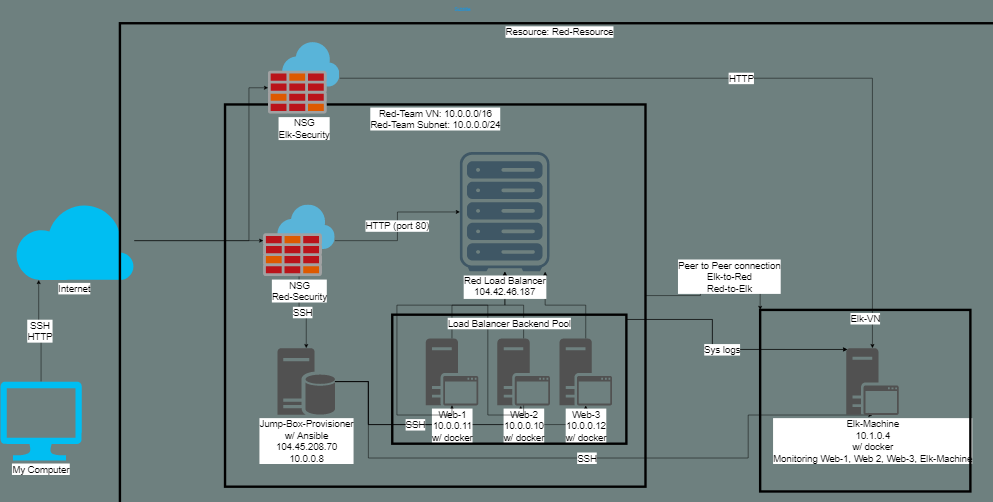 Resource: Red-Resource
HTTP
NSG
Elk-Security
Red-Team VN: 10.0.0.0/16
Red-Team Subnet: 10.0.0.0/24
HTTP (port 80)
Internet
NSG
Red-Security
SSH
Red Load Balancer
104.42.46.187
Peer to Peer connection
Elk-to-Red
Red-to-Elk
SSH
HTTP
Load Balancer Backend Pool
Elk-VN
Sys logs
My Computer
Jump-Box-Provisioner
w/ Ansible
104.45.208.70
10.0.0.8
SSH
Web-1
10.0.0.11
w/ docker
Web-2
10.0.0.10
w/ docker
Web-3
10.0.0.12
w/ docker
SSH
Elk-Machine
10.1.0.4
w/ docker
Monitoring Web-1, Web 2, Web-3, Elk-Machine